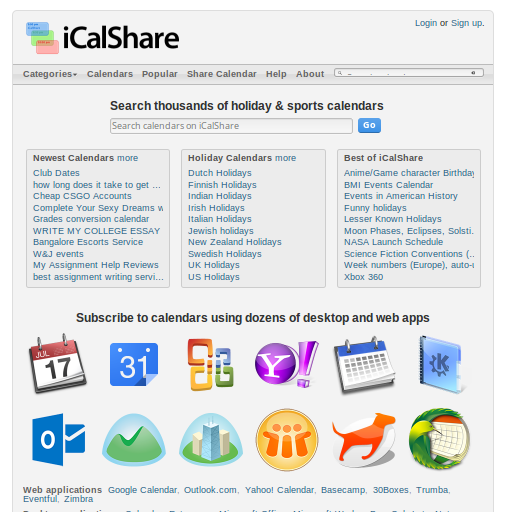 Login or Sign up.
iCalShare
Categories Calendars Popular Share Calendar Help About
Search thousands of holiday & sports calendars
Search calendars on iCalShare Go
Newest Calendars more
Club Dates
how long does it take to get ...
Cheap CSGO Accounts
Complete Your Sexy Dreams w
Grades conversion calendar
WRITE MY COLLEGE ESSAY
Bangalore Escorts Service
W&J events
My Assignment Help Reviews
best assignment writing servi...
Holiday Calendars more
Dutch Holidays
Finnish Holidays
Indian Holidays
Irish Holidays
Italian Holidays
Jewish holidays
New Zealand Holidays
Swedish Holidays
UK Holidays
US Holidays
Best of iCalShare
Anime/Game character Birthday
BMI Events Calendar
Events in American History
Funny holidays
Lesser Known Holidays
Moon Phases, Eclipses, Solsti...
NASA Launch Schedule
Science Fiction Conventions (...
Week numbers (Europe), auto-
Xbox 360
Subscribe to calendars using dozens of desktop and web apps
JUL
17
31
Y!
K
O
Web applications Google Calendar, Outlook.com, Yahoo! Calendar, Basecamp, 30Boxes, Trumba,
Eventful, Zimbra